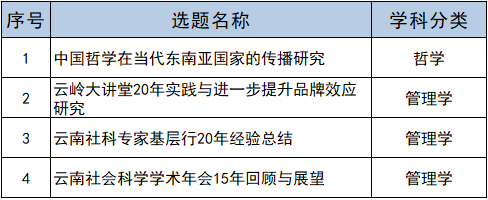 序号 选题名称 学科分类
1 中国哲学在当代东南亚国家的传播研究 哲学
2 云岭大讲堂20年实践与进一步提升品牌效应
研究 管理学
3 云南社科专家基层行20年经验总结 管理学
4 云南社会科学学术年会15年回顾与展望 管理学